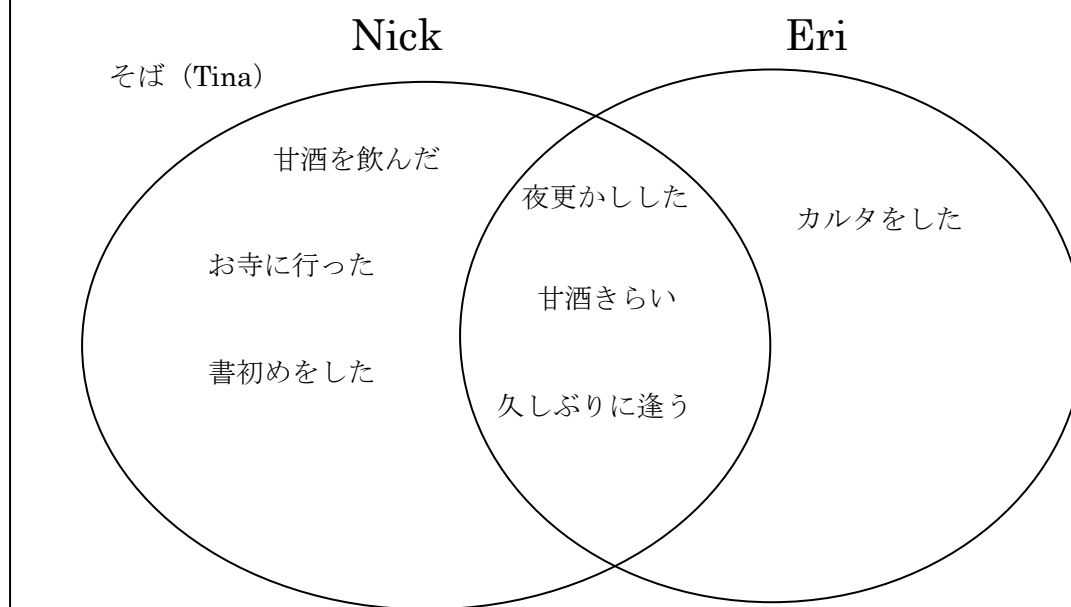 Nick
Eri
そば（Tina）
甘酒を飲んだ
夜更かしした
カルタをした
お寺に行った
甘酒きらい
書初めをした
久しぶりに逢う